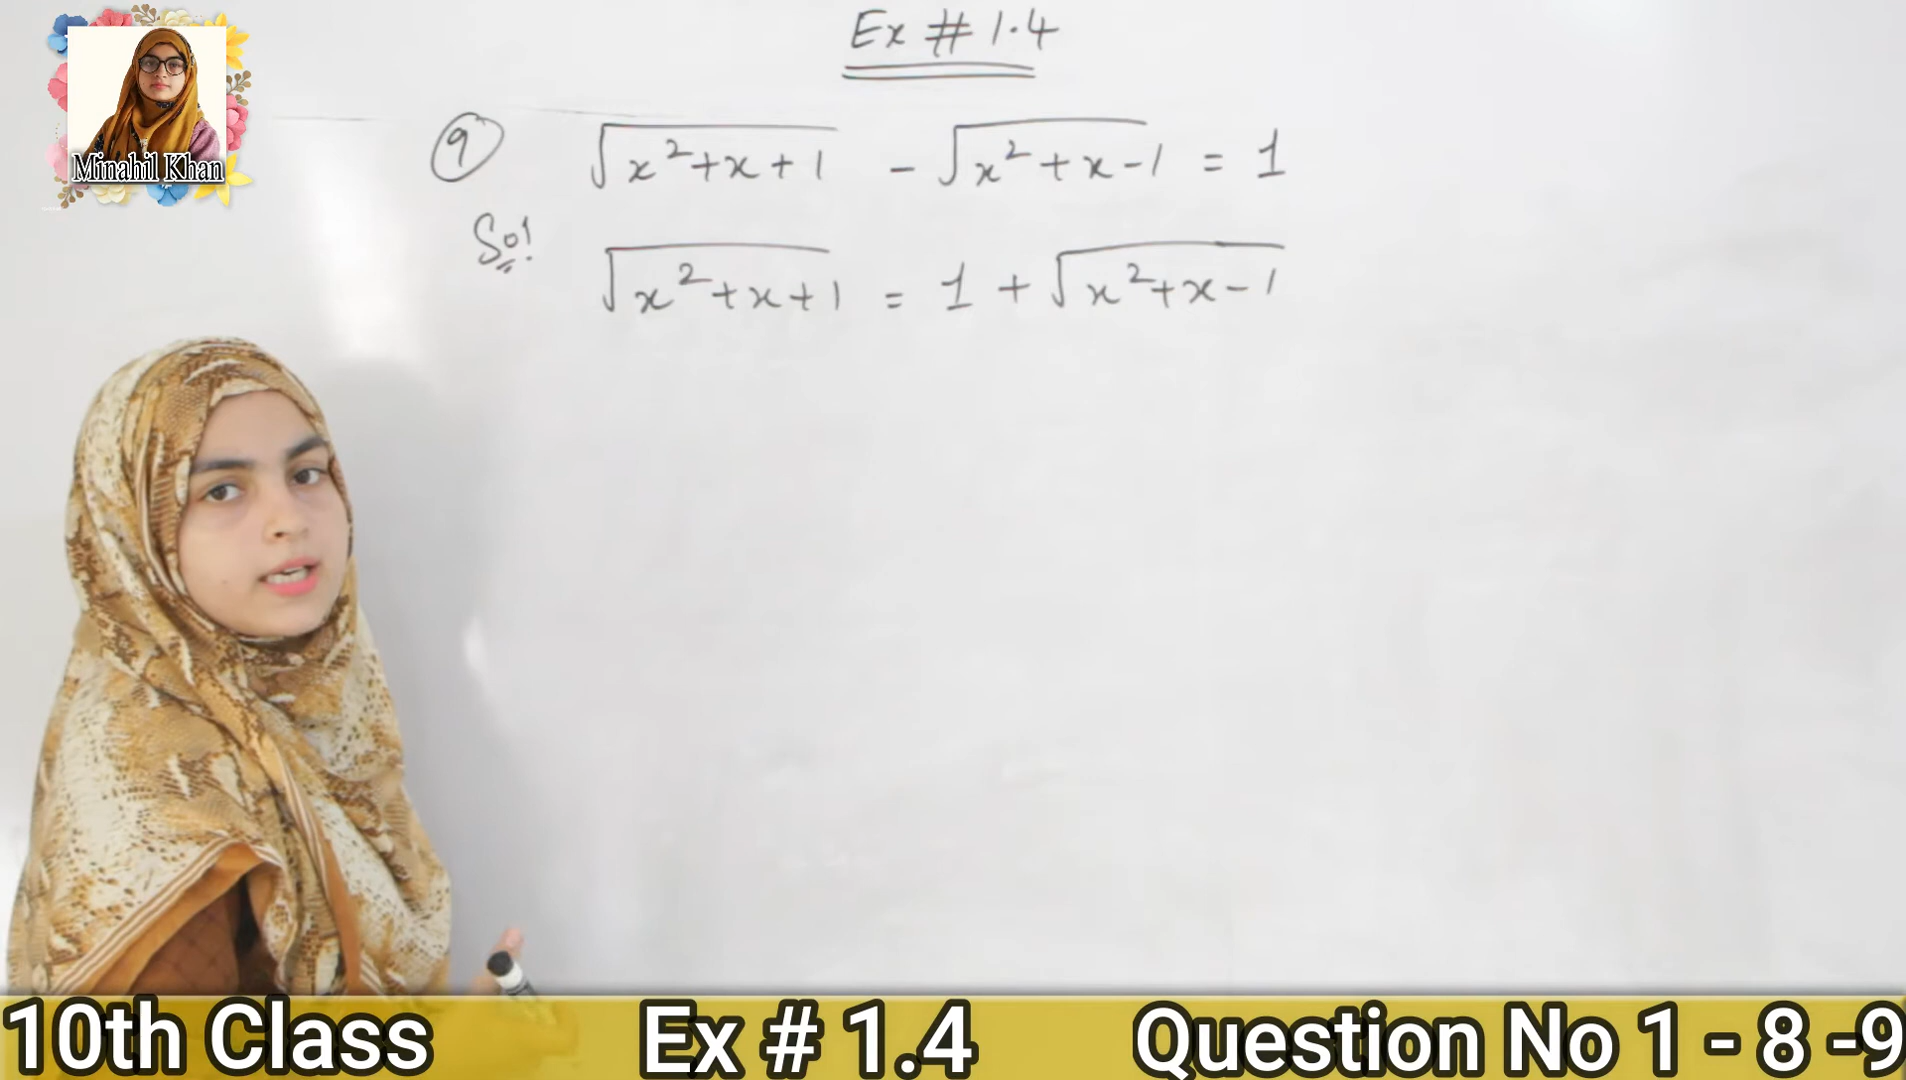 Minahil Khan
Ex # 1.4
9 √x²+x+1 - √x²+x-1 = 1
Sol:
√x²+x+1 = 1 + √x²+x-1
10th Class Ex # 1.4 Question No 1 - 8 -9